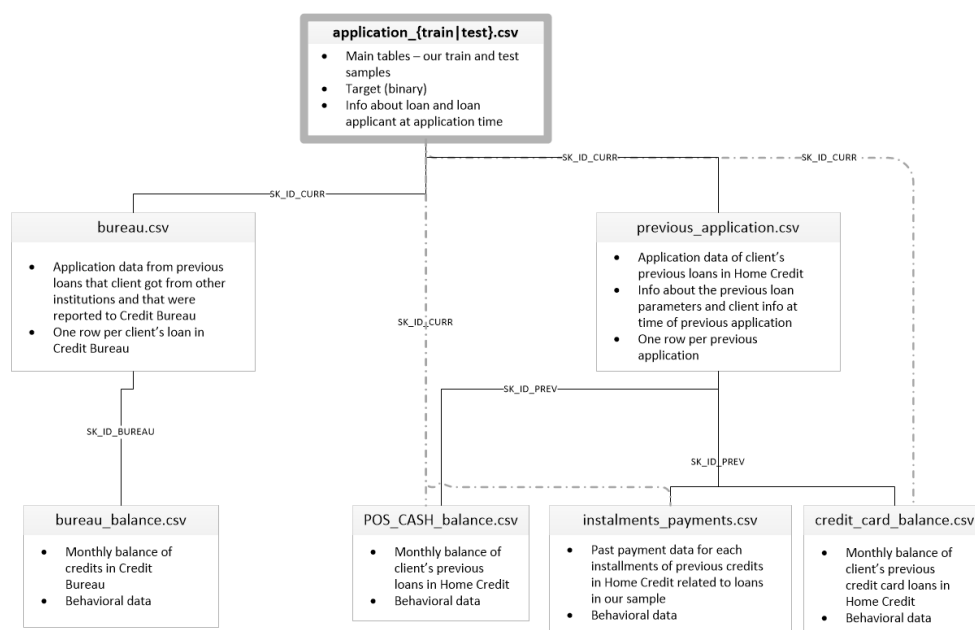 application_{train|test}.csv
• Main tables – our train and test
samples
• Target (binary)
• Info about loan and loan
applicant at application time
SK_ID_CURR
SK_ID_CURR
SK_ID_CURR
bureau.csv
• Application data from previous
loans that client got from other
institutions and that were
reported to Credit Bureau
• One row per client's loan in
Credit Bureau
previous_application.csv
• Application data of client's
previous loans in Home Credit
• Info about the previous loan
parameters and client info at
time of previous application
• One row per previous
application
SK_ID_CURR
SK_ID_PREV
SK_ID_BUREAU
SK_ID_PREV
bureau_balance.csv
• Monthly balance of
credits in Credit
Bureau
• Behavioral data
POS_CASH_balance.csv
• Monthly balance of
client's previous
loans in Home Credit
• Behavioral data
instalments_payments.csv
• Past payment data for each
installments of previous credits
in Home Credit related to loans
in our sample
• Behavioral data
credit_card_balance.csv
• Monthly balance of
client's previous
credit card loans in
Home Credit
• Behavioral data